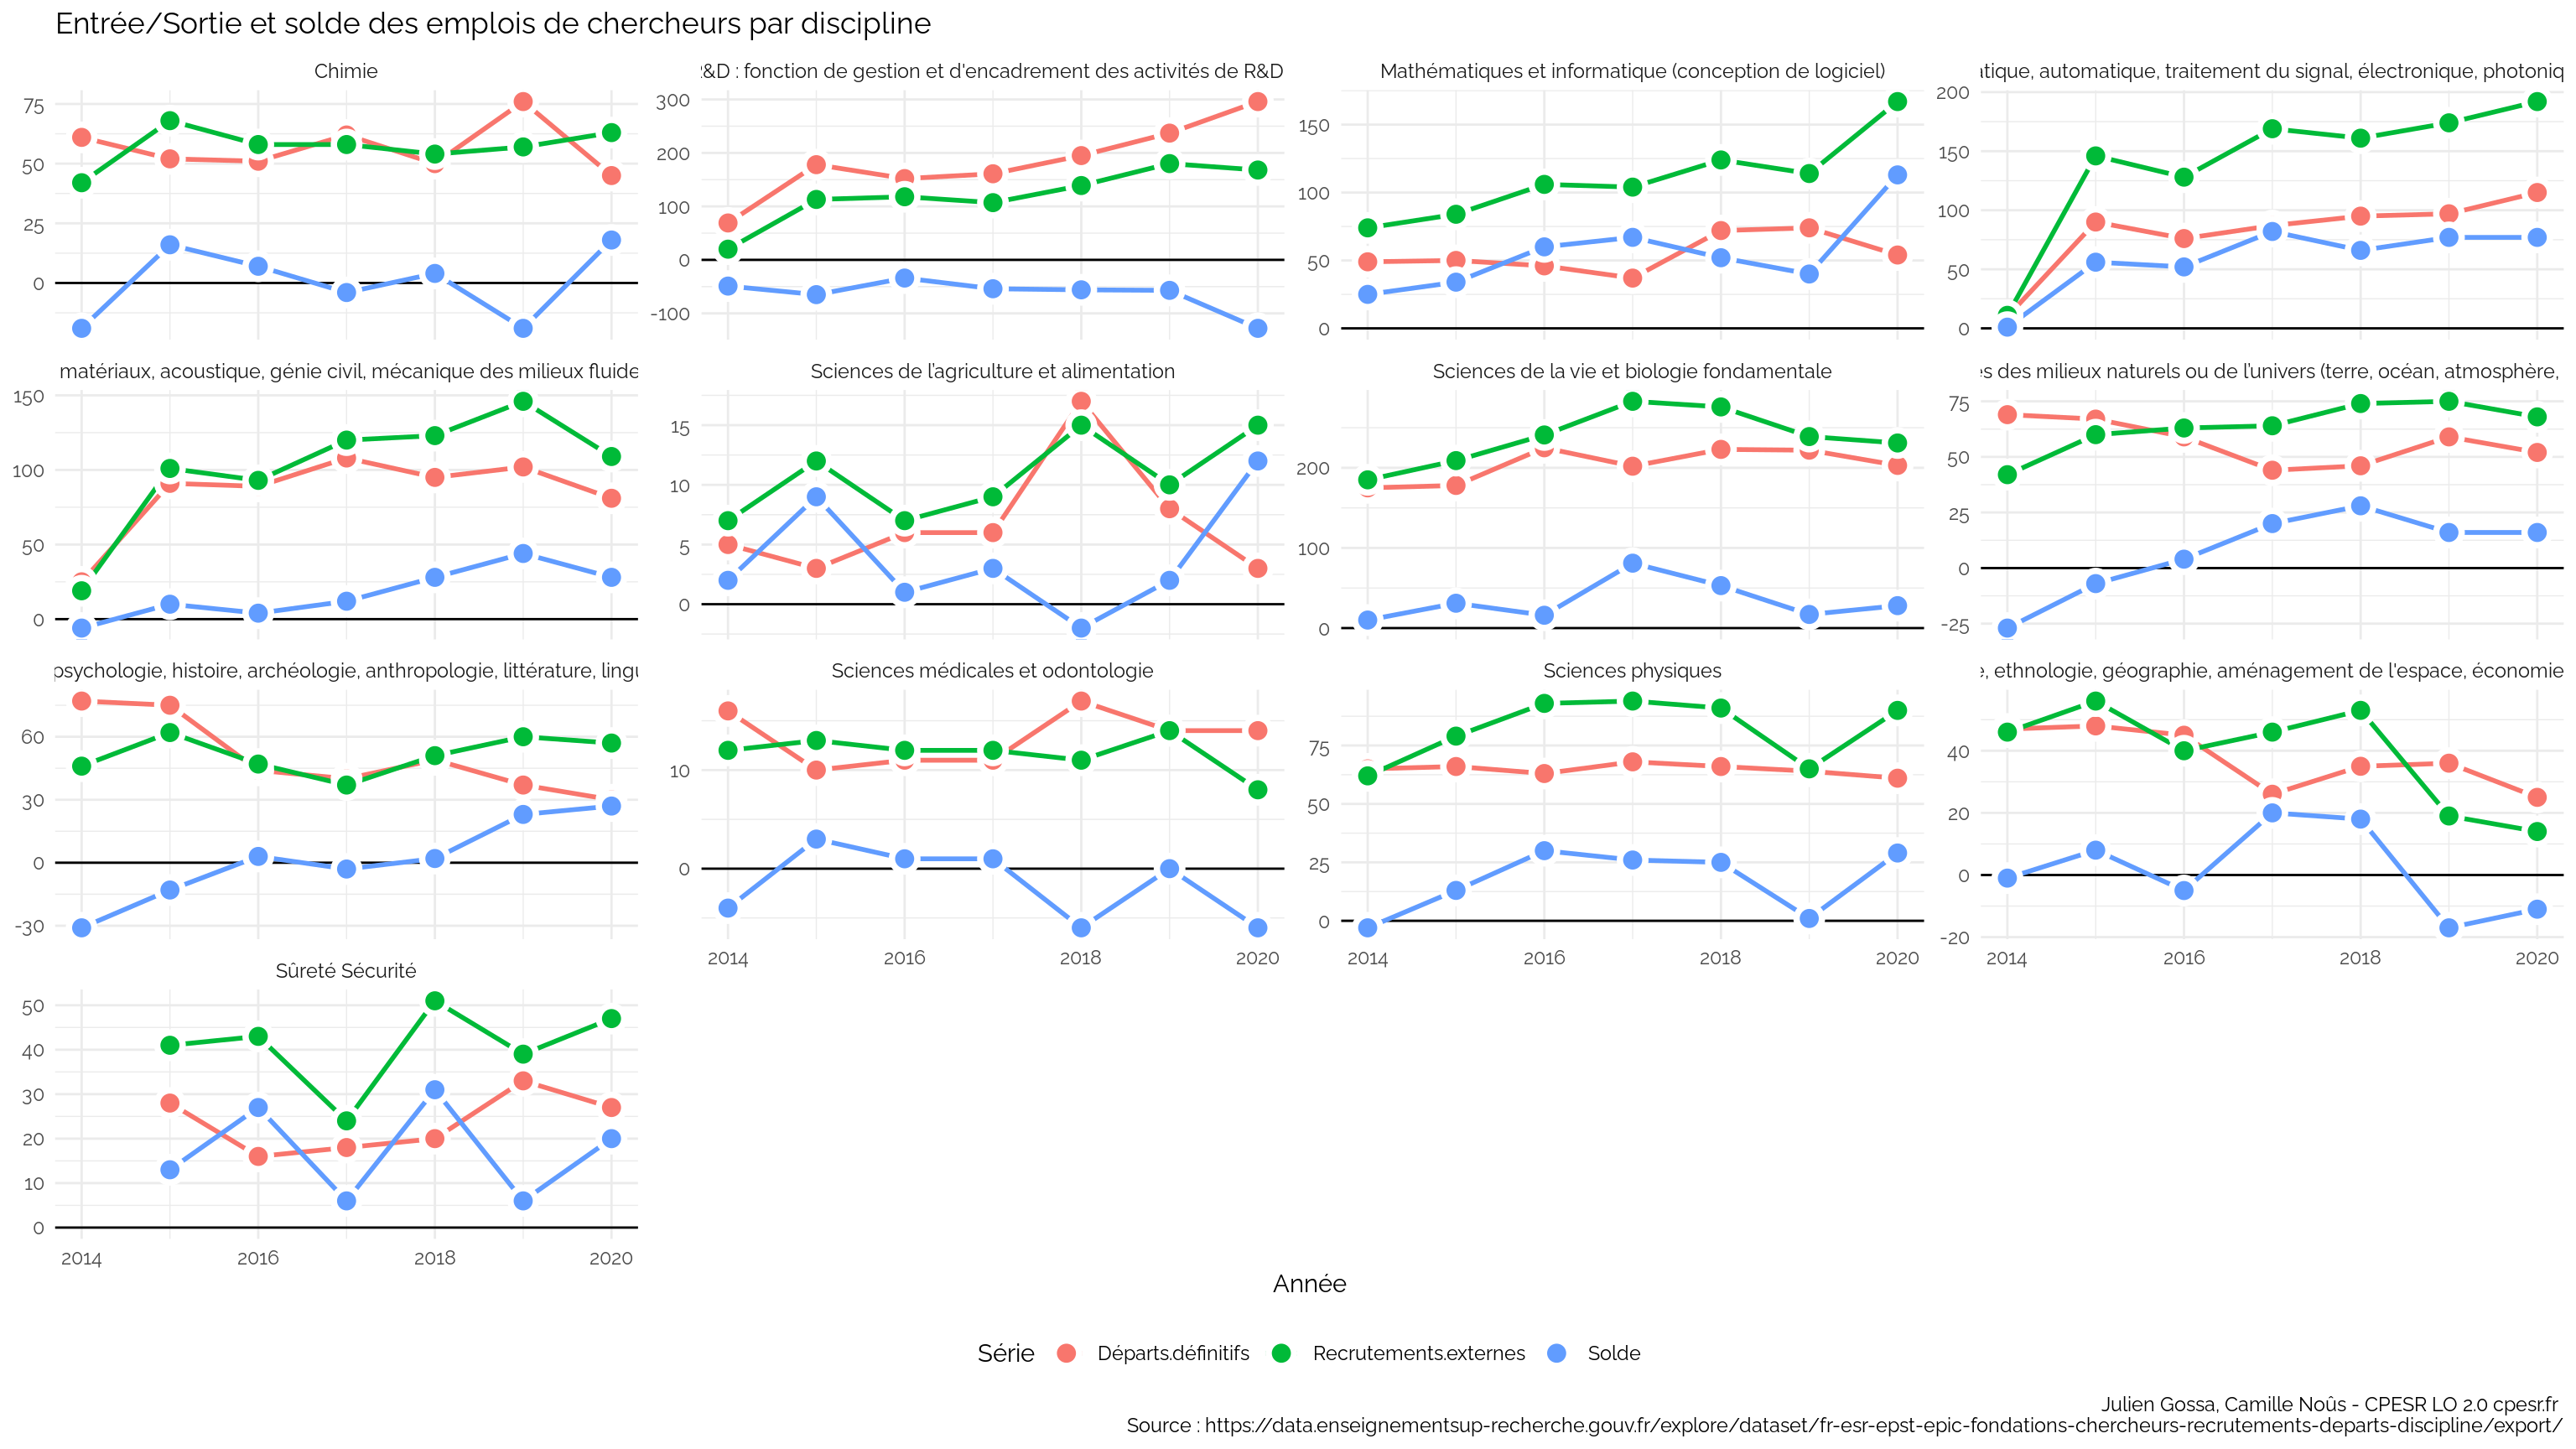 Entrée/Sortie et solde des emplois de chercheurs par discipline
Chimie
R&D : fonction de gestion et d'encadrement des activités de R&D
Mathématiques et informatique (conception de logiciel)
automatique, traitement du signal, électronique,
75
50
25
0
300
200
100
0
-100
150
100
50
0
200
150
100
50
0
matériaux, acoustique, génie civil, mécanique des milieux
Sciences de l'agriculture et alimentation
Sciences de la vie et biologie fondamentale
des milieux naturels ou de l'univers (terre, océan, atmosphère,
150
100
50
0
15
10
5
0
200
100
0
75
50
25
0
-25
psychologie, histoire, archéologie, anthropologie, littérature,
Sciences médicales et odontologie
Sciences physiques
, ethnologie, géographie, aménagement de l'espace, économie
60
30
0
-30
10
0
75
50
25
0
40
20
0
-20
2014 2016 2018 2020
2014 2016 2018 2020
2014 2016 2018 2020
Sûreté Sécurité
50
40
30
20
10
0
2014 2016 2018 2020
Année
Série Départs.définitifs Recrutements.externes Solde
Julien Gossa, Camille Noûs - CPESR LO 2.0 cpesr.fr
Source : https://data.enseignementsup-recherche.gouv.fr/explore/dataset/fr-esr-epst-epic-fondations-chercheurs-recrutements-departs-discipline/export/